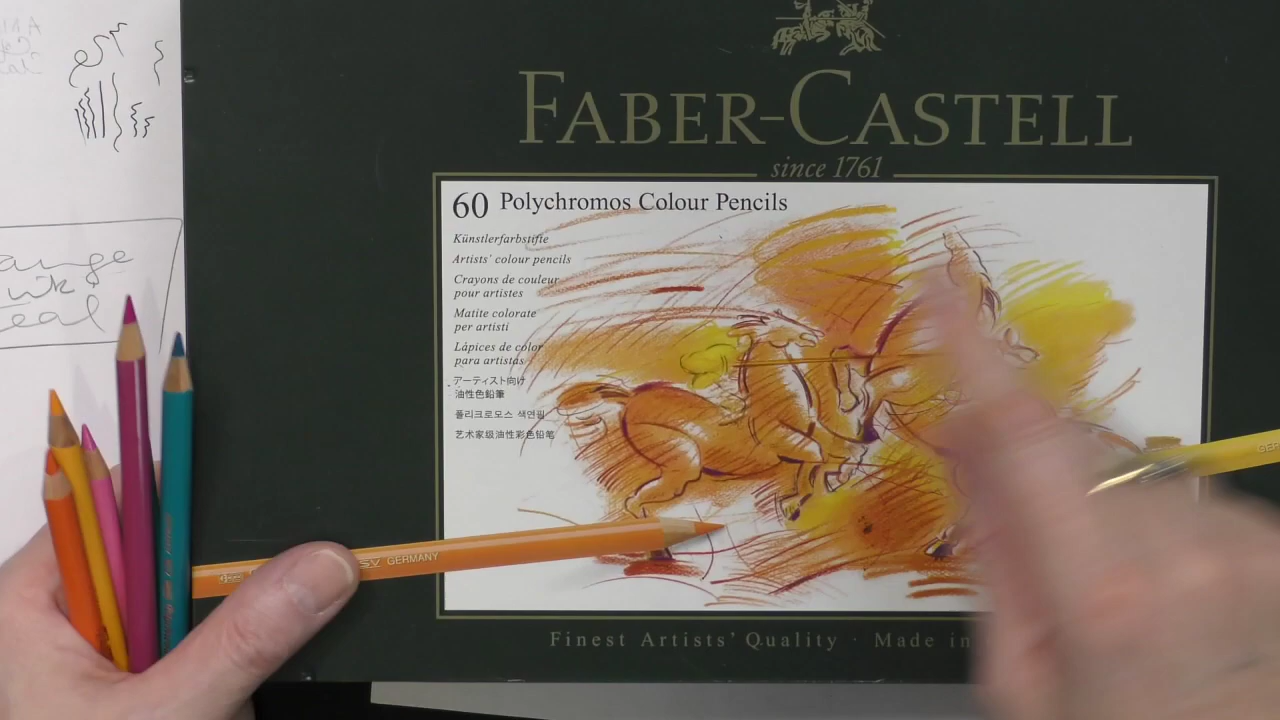 FABER-CASTELL
since 1761
60 Polychromos Colour Pencils
Künstlerfarbstifte
Artists' colour pencils
Crayons de couleur
pour artistes
Matite colorate
per artisti
Lápices de color
para artistas
アーティスト向け
油性色鉛筆
폴리크로모스 색연필
艺术家级油性彩色铅笔
GERMANY
Finest Artists' Quality · Made in